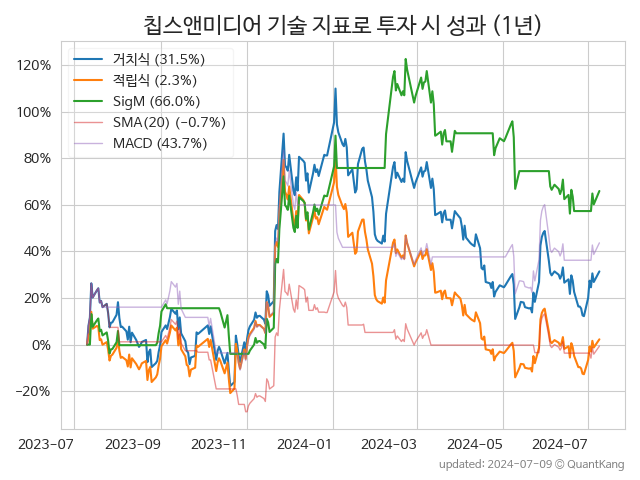 칩스앤미디어 기술 지표로 투자 시 성과 (1년)
거치식 (31.5%)
적립식 (2.3%)
SigM (66.0%)
SMA(20) (−0.7%)
MACD (43.7%)
120%
100%
80%
60%
40%
20%
0%
−20%
2023-07 2023-09 2023-11 2024-01 2024-03 2024-05 2024-07
updated: 2024-07-09 © QuantKang